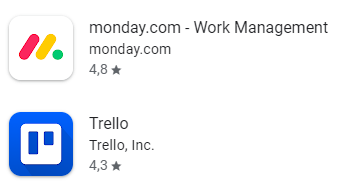 monday.com - Work Management
monday.com
4,8 ★
Trello
Trello, Inc.
4,3 ★